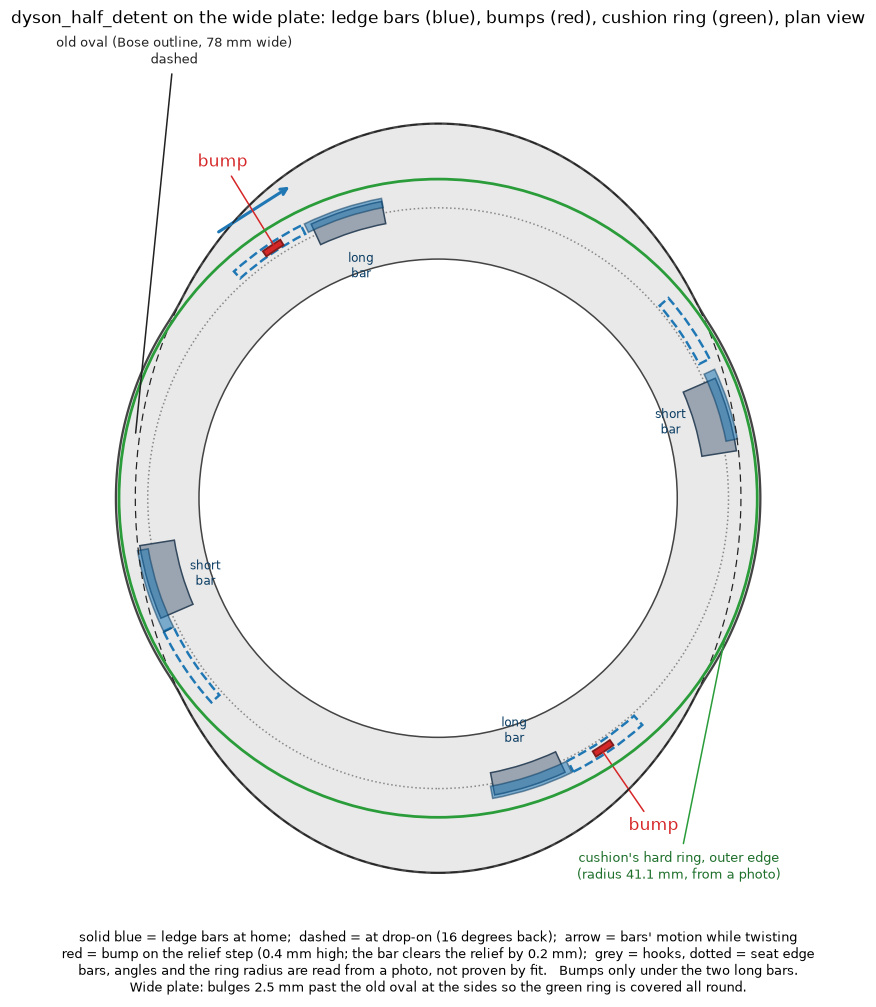 dyson_half_detent on the wide plate: ledge bars (blue), bumps (red), cushion ring (green), plan view
old oval (Bose outline, 78 mm wide)
dashed
bump
long
bar
short
bar
short
bar
long
bar
bump
cushion's hard ring, outer edge
(radius 41.1 mm, from a photo)
solid blue = ledge bars at home;  dashed = at drop-on (16 degrees back);  arrow = bars' motion while twisting
red = bump on the relief step (0.4 mm high; the bar clears the relief by 0.2 mm);  grey = hooks, dotted = seat edge
bars, angles and the ring radius are read from a photo, not proven by fit.   Bumps only under the two long bars.
Wide plate: bulges 2.5 mm past the old oval at the sides so the green ring is covered all round.